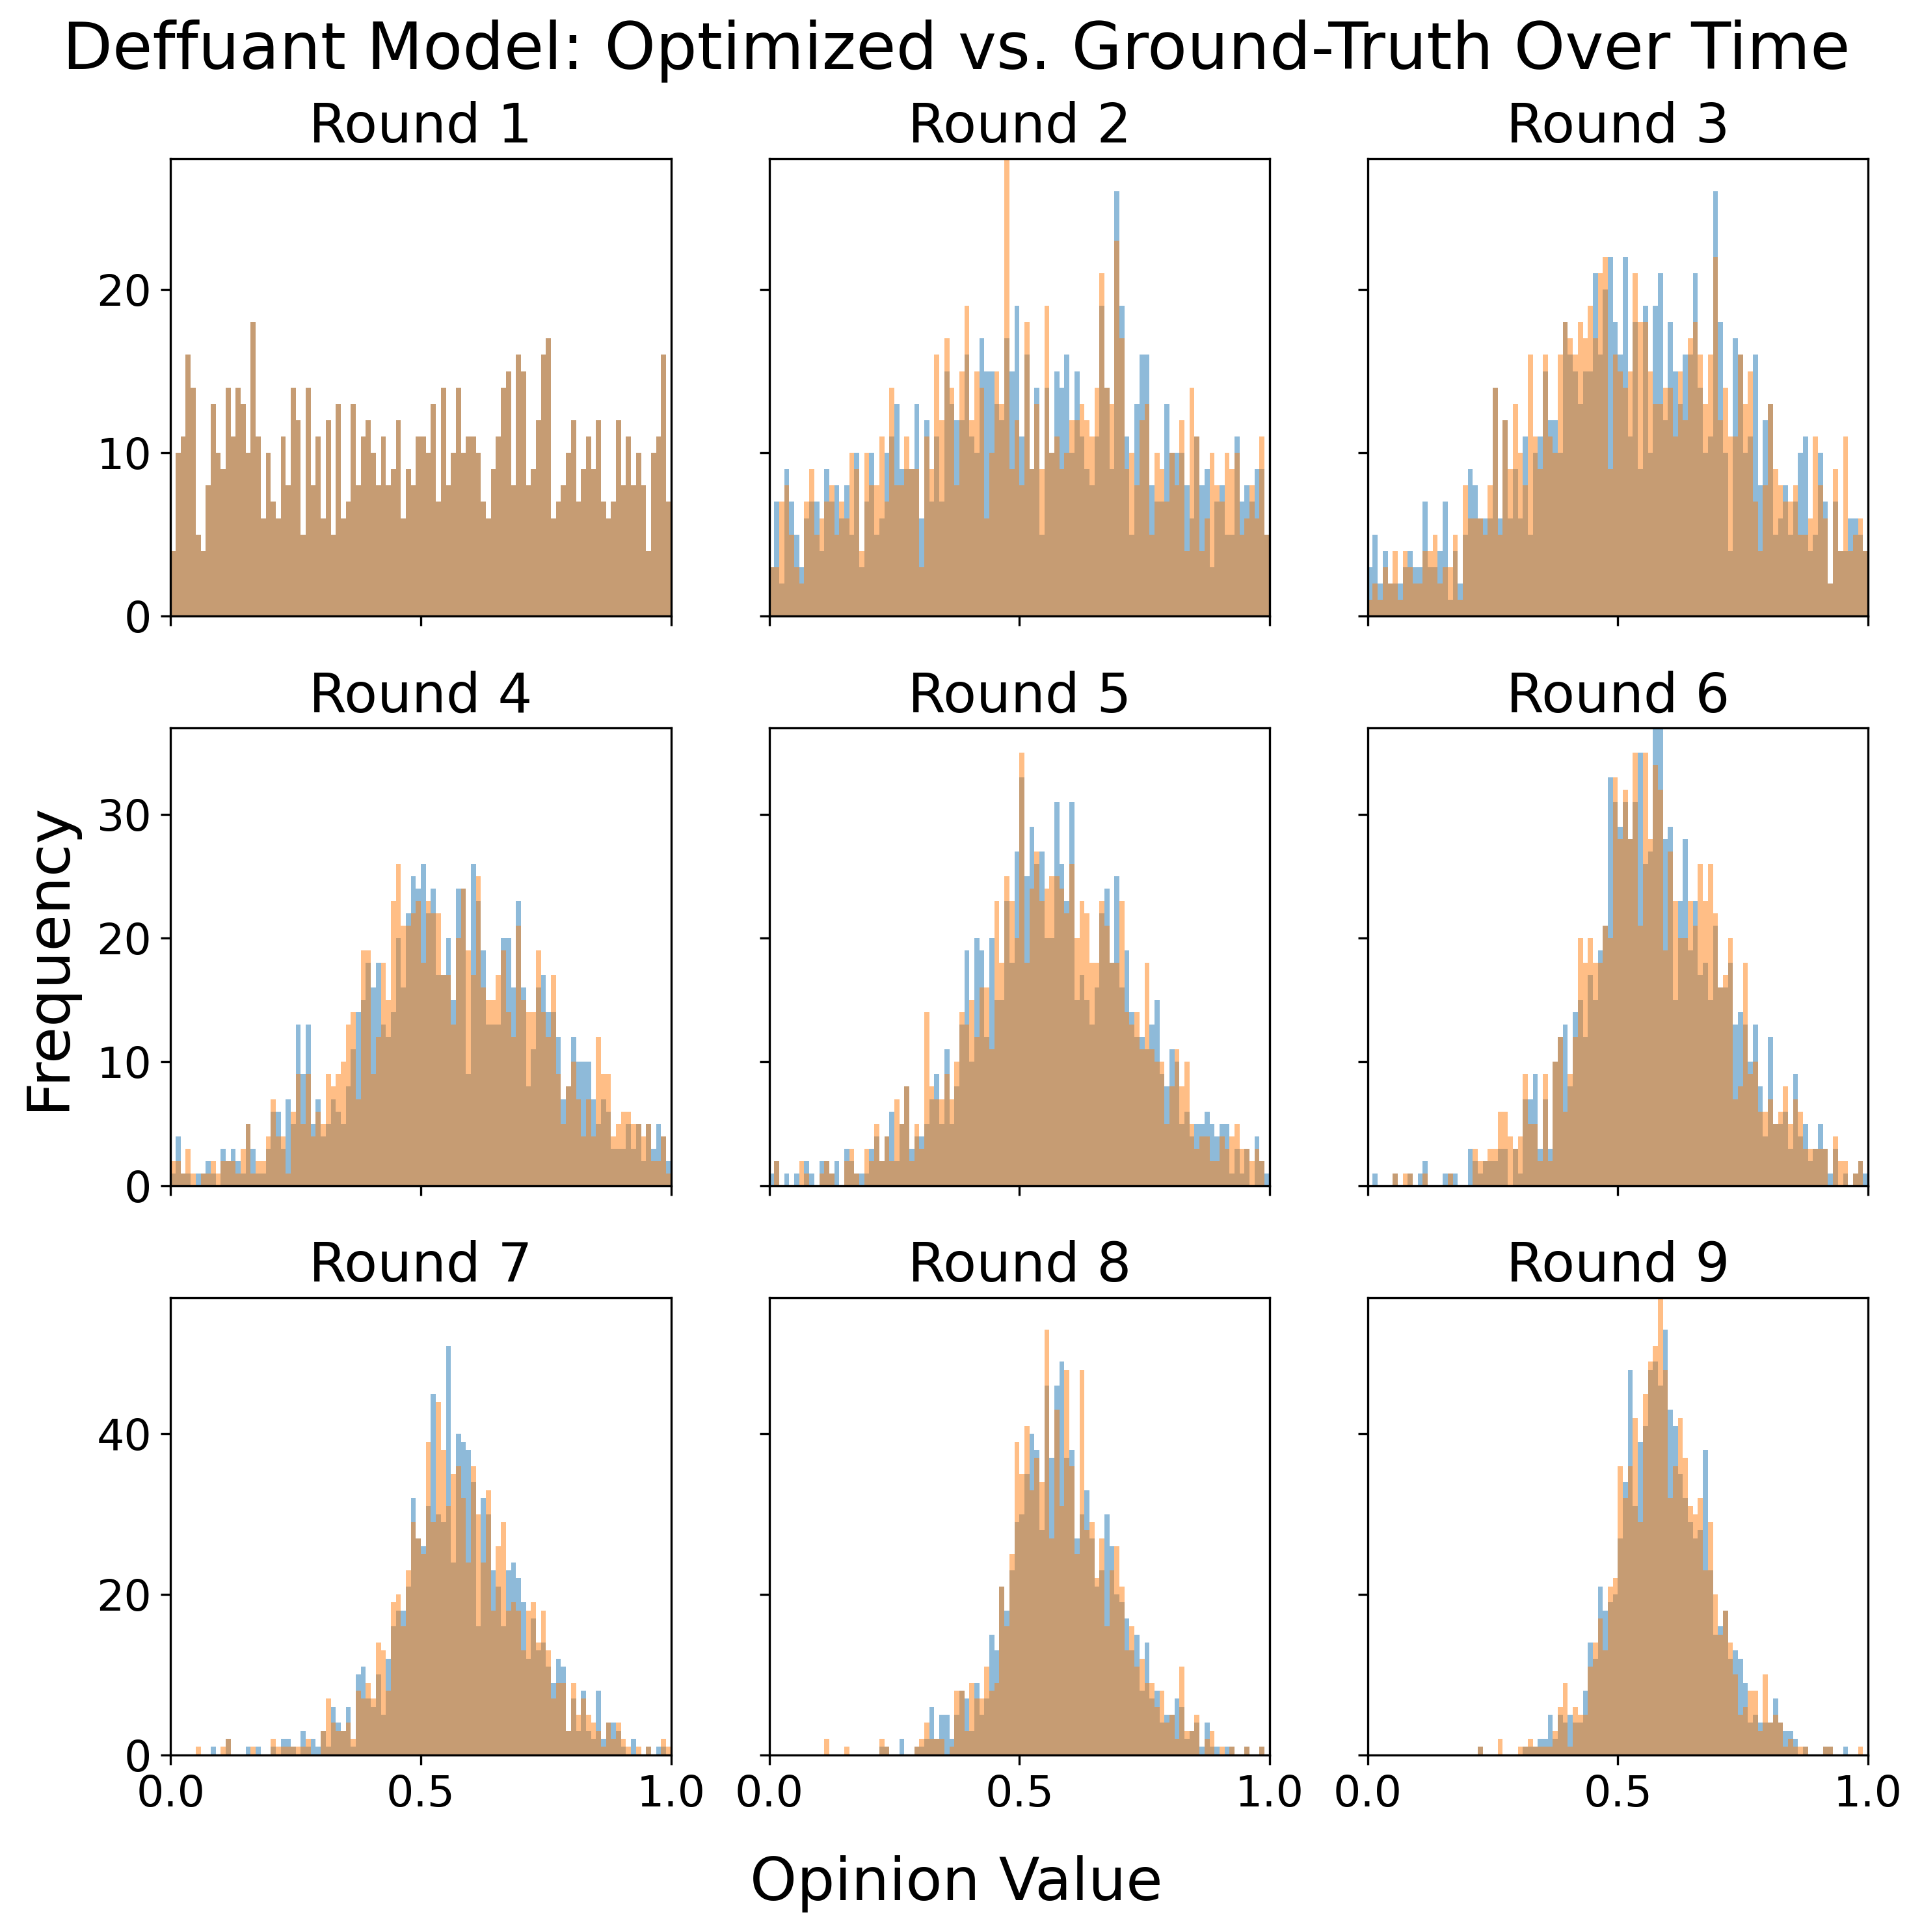 Deffuant Model: Optimized vs. Ground-Truth Over Time
Round 1
Round 2
Round 3
20
10
0
Round 4
Round 5
Round 6
Frequency
30
20
10
0
Round 7
Round 8
Round 9
40
20
0
0.0
0.5
1.0
0.0
0.5
1.0
0.0
0.5
1.0
Opinion Value